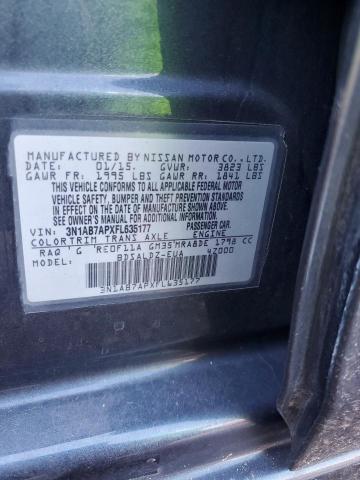 MANUFACTURED BY NISSAN MOTOR CO., LTD.
DATE: 01/15. GVWR: 3823 LBS
GAWR FR: 1995 LBS GAWR RR: 1841 LBS
THIS VEHICLE CONFORMS TO ALL APPLICABLE FEDERAL MOTOR
VEHICLE SAFETY, BUMPER AND THEFT PREVENTION STANDARDS
IN EFFECT ON THE DATE OF MANUFACTURE SHOWN ABOVE.
SEE OWNER'S MANUAL FOR ADDITIONAL INFORMATION.
VIN: 3N1AB7APXFL635177 PASSENGER CAR
COLOR TRIM TRANS AXLE ENGINE
RAQ G RE0F11A GM35 MRA8DE 1798 CC
MODEL: BDSALDZ-EUA 42000
3N1AB7APXFL635177